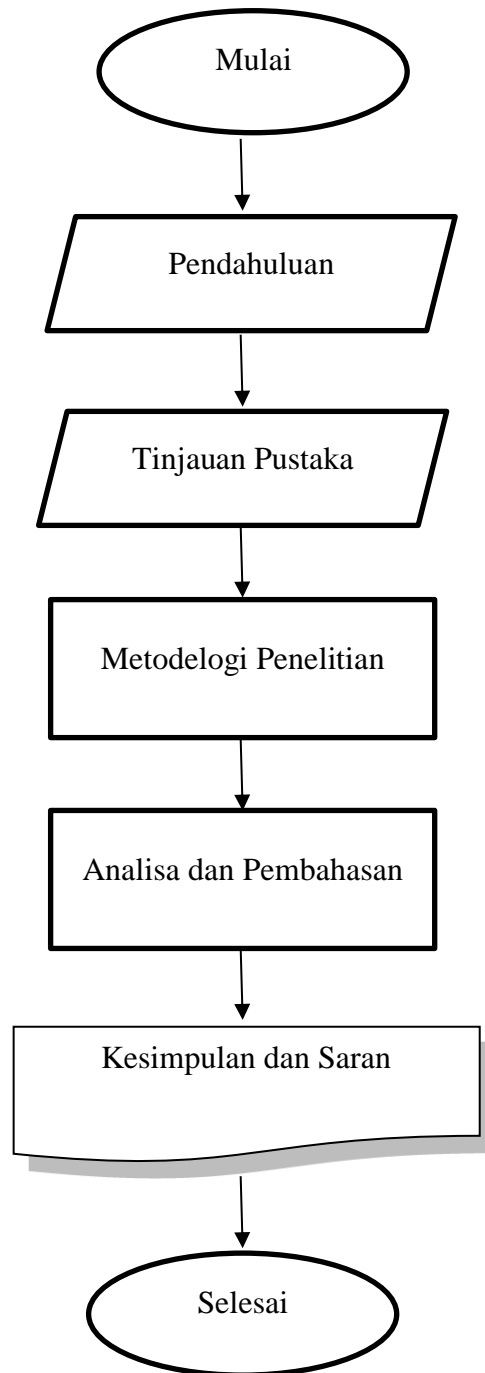 Mulai
Pendahuluan
Tinjauan Pustaka
Metodelogi Penelitian
Analisa dan Pembahasan
Kesimpulan dan Saran
Selesai